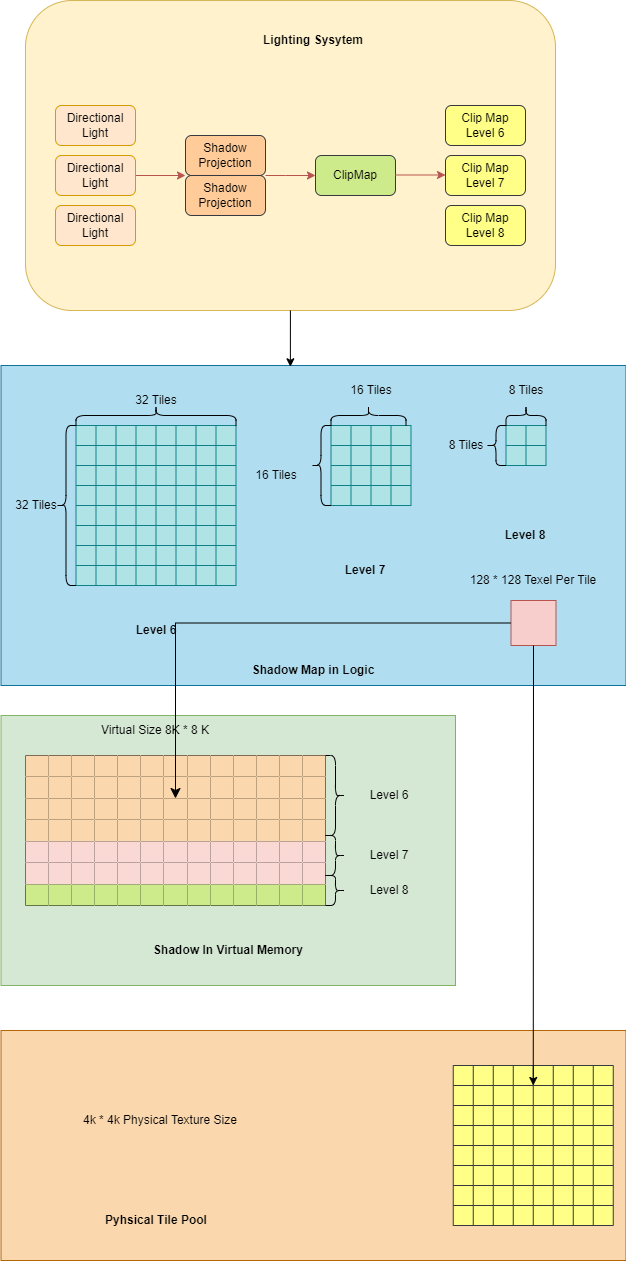 Lighting Sysytem
Directional
Light
Directional
Light
Directional
Light
Shadow
Projection
Shadow
Projection
ClipMap
Clip Map
Level 6
Clip Map
Level 7
Clip Map
Level 8
32 Tiles
32 Tiles
Level 6
16 Tiles
16 Tiles
Level 7
8 Tiles
8 Tiles
Level 8
128 * 128 Texel Per Tile
Shadow Map in Logic
Virtual Size 8K * 8 K
Level 6
Level 7
Level 8
Shadow In Virtual Memory
4k * 4k Physical Texture Size
Pyhsical Tile Pool